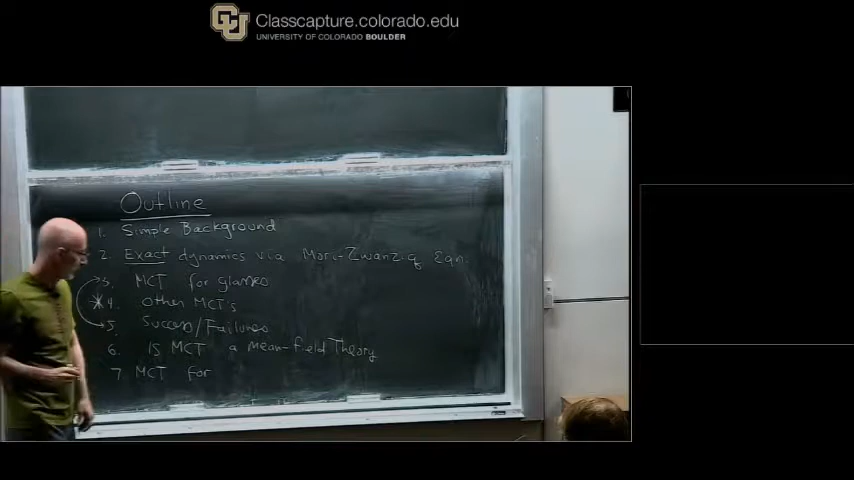 Classcapture.colorado.edu
UNIVERSITY OF COLORADO BOULDER
Outline
1. Simple Background
2. Exact dynamics via Mori-Zwanzig Eqn.
3. MCT for glasses
4. Other MCT's
5. Success/Failures
6. Is MCT a Mean-field Theory
7 MCT for